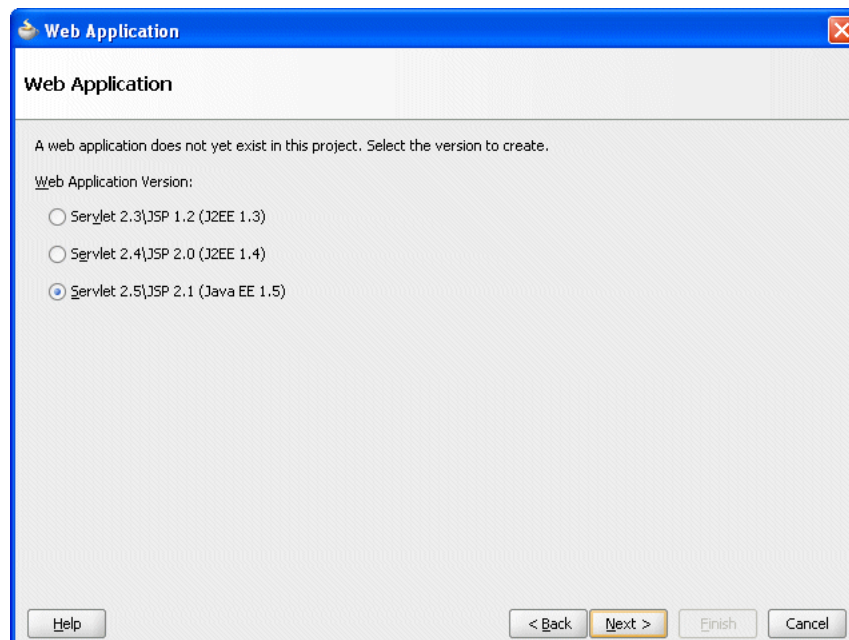 Web Application
Web Application
A web application does not yet exist in this project. Select the version to create.
Web Application Version:
Servlet 2.3\JSP 1.2 (J2EE 1.3)
Servlet 2.4\JSP 2.0 (J2EE 1.4)
Servlet 2.5\JSP 2.1 (Java EE 1.5)
Help < Back Next > Finish Cancel